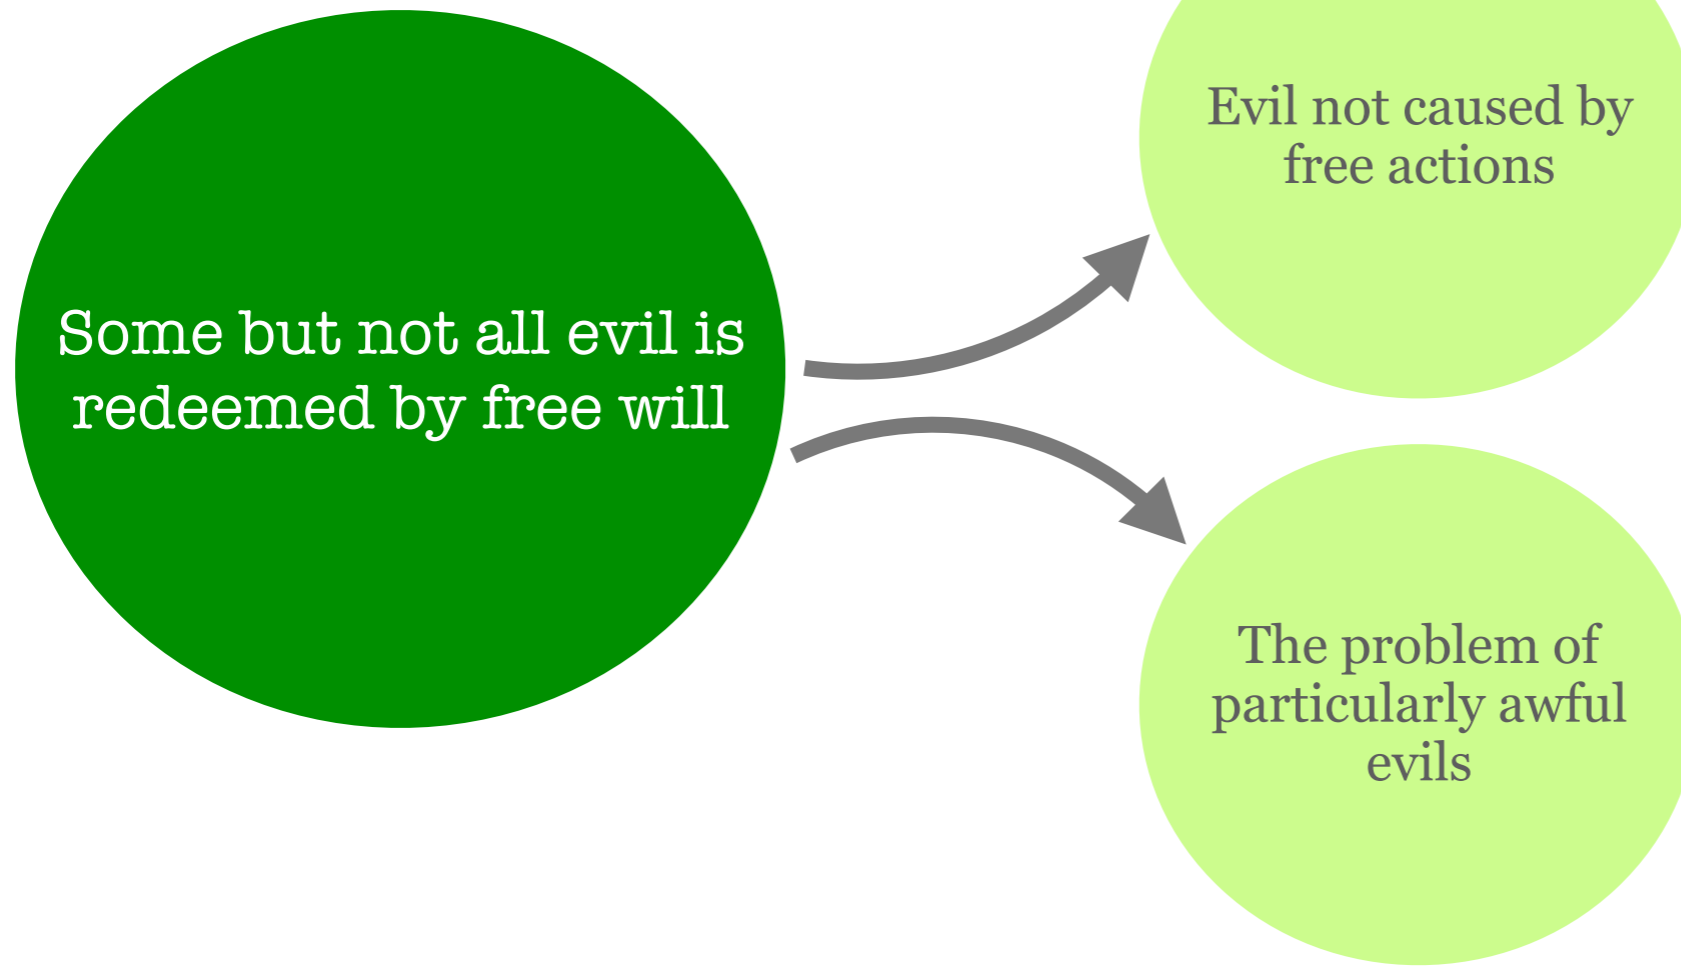 Some but not all evil is
redeemed by free will
Evil not caused by
free actions
The problem of
particularly awful
evils